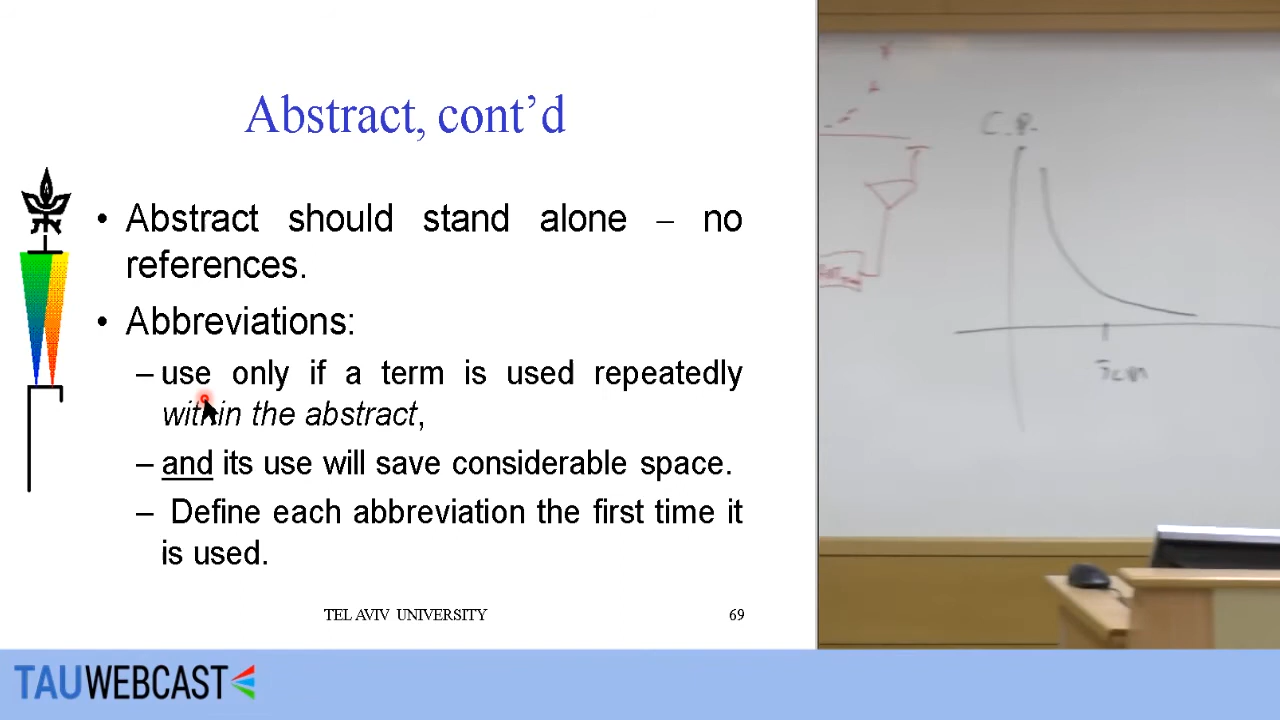 Abstract, cont’d
• Abstract should stand alone – no
references.
• Abbreviations:
– use only if a term is used repeatedly
within the abstract,
– and its use will save considerable space.
– Define each abbreviation the first time it
is used.
TEL AVIV UNIVERSITY 69
5cm
TAUWEBCAST